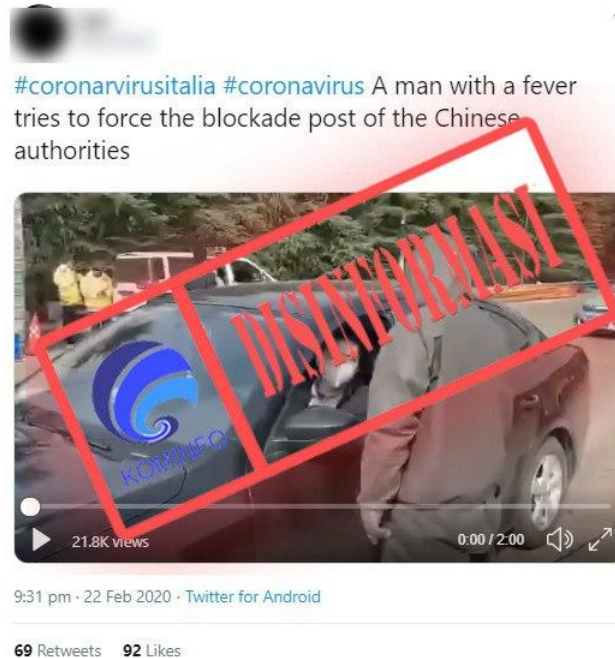 #coronarvirusitalia #coronavirus A man with a fever
tries to force the blockade post of the Chinese
authorities
DISINFORMASI
KOMINFO
21.8K views
0:00 / 2:00
9:31 pm · 22 Feb 2020 · Twitter for Android
69 Retweets 92 Likes